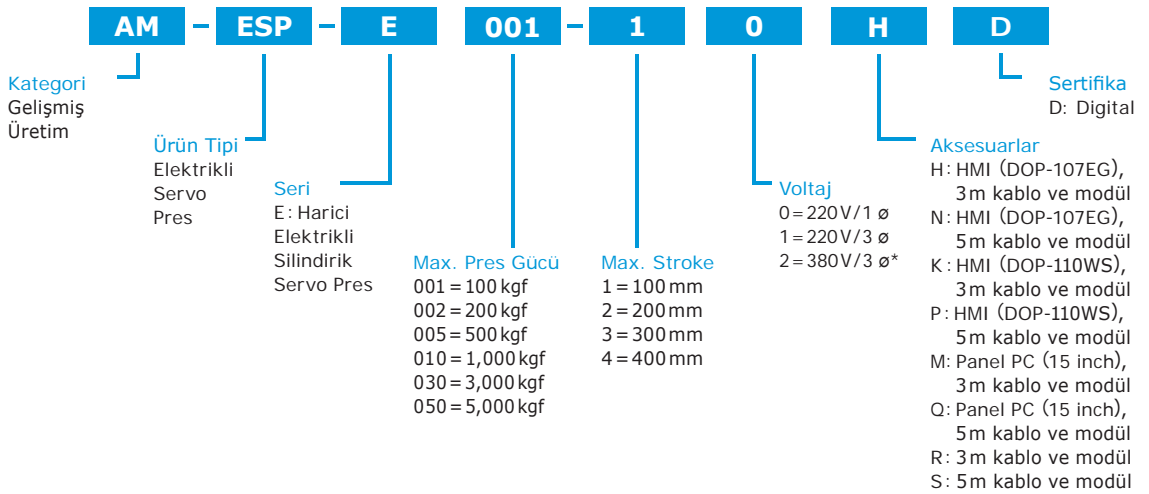 AM - ESP - E 001 - 1 0 H D
Kategori
Gelişmiş
Üretim
Ürün Tipi
Elektrikli
Servo
Pres
Seri
E: Harici
Elektrikli
Silindirik
Servo Pres
Max. Pres Gücü
001 = 100 kgf
002 = 200 kgf
005 = 500 kgf
010 = 1,000 kgf
030 = 3,000 kgf
050 = 5,000 kgf
Max. Stroke
1 = 100 mm
2 = 200 mm
3 = 300 mm
4 = 400 mm
Voltaj
0 = 220 V/1 ø
1 = 220 V/3 ø
2 = 380 V/3 ø*
Aksesuarlar
H: HMI (DOP-107EG),
3m kablo ve modül
N: HMI (DOP-107EG),
5m kablo ve modül
K: HMI (DOP-110WS),
3m kablo ve modül
P: HMI (DOP-110WS),
5m kablo ve modül
M: Panel PC (15 inch),
3m kablo ve modül
Q: Panel PC (15 inch),
5m kablo ve modül
R: 3m kablo ve modül
S: 5m kablo ve modül
Sertifika
D: Digital